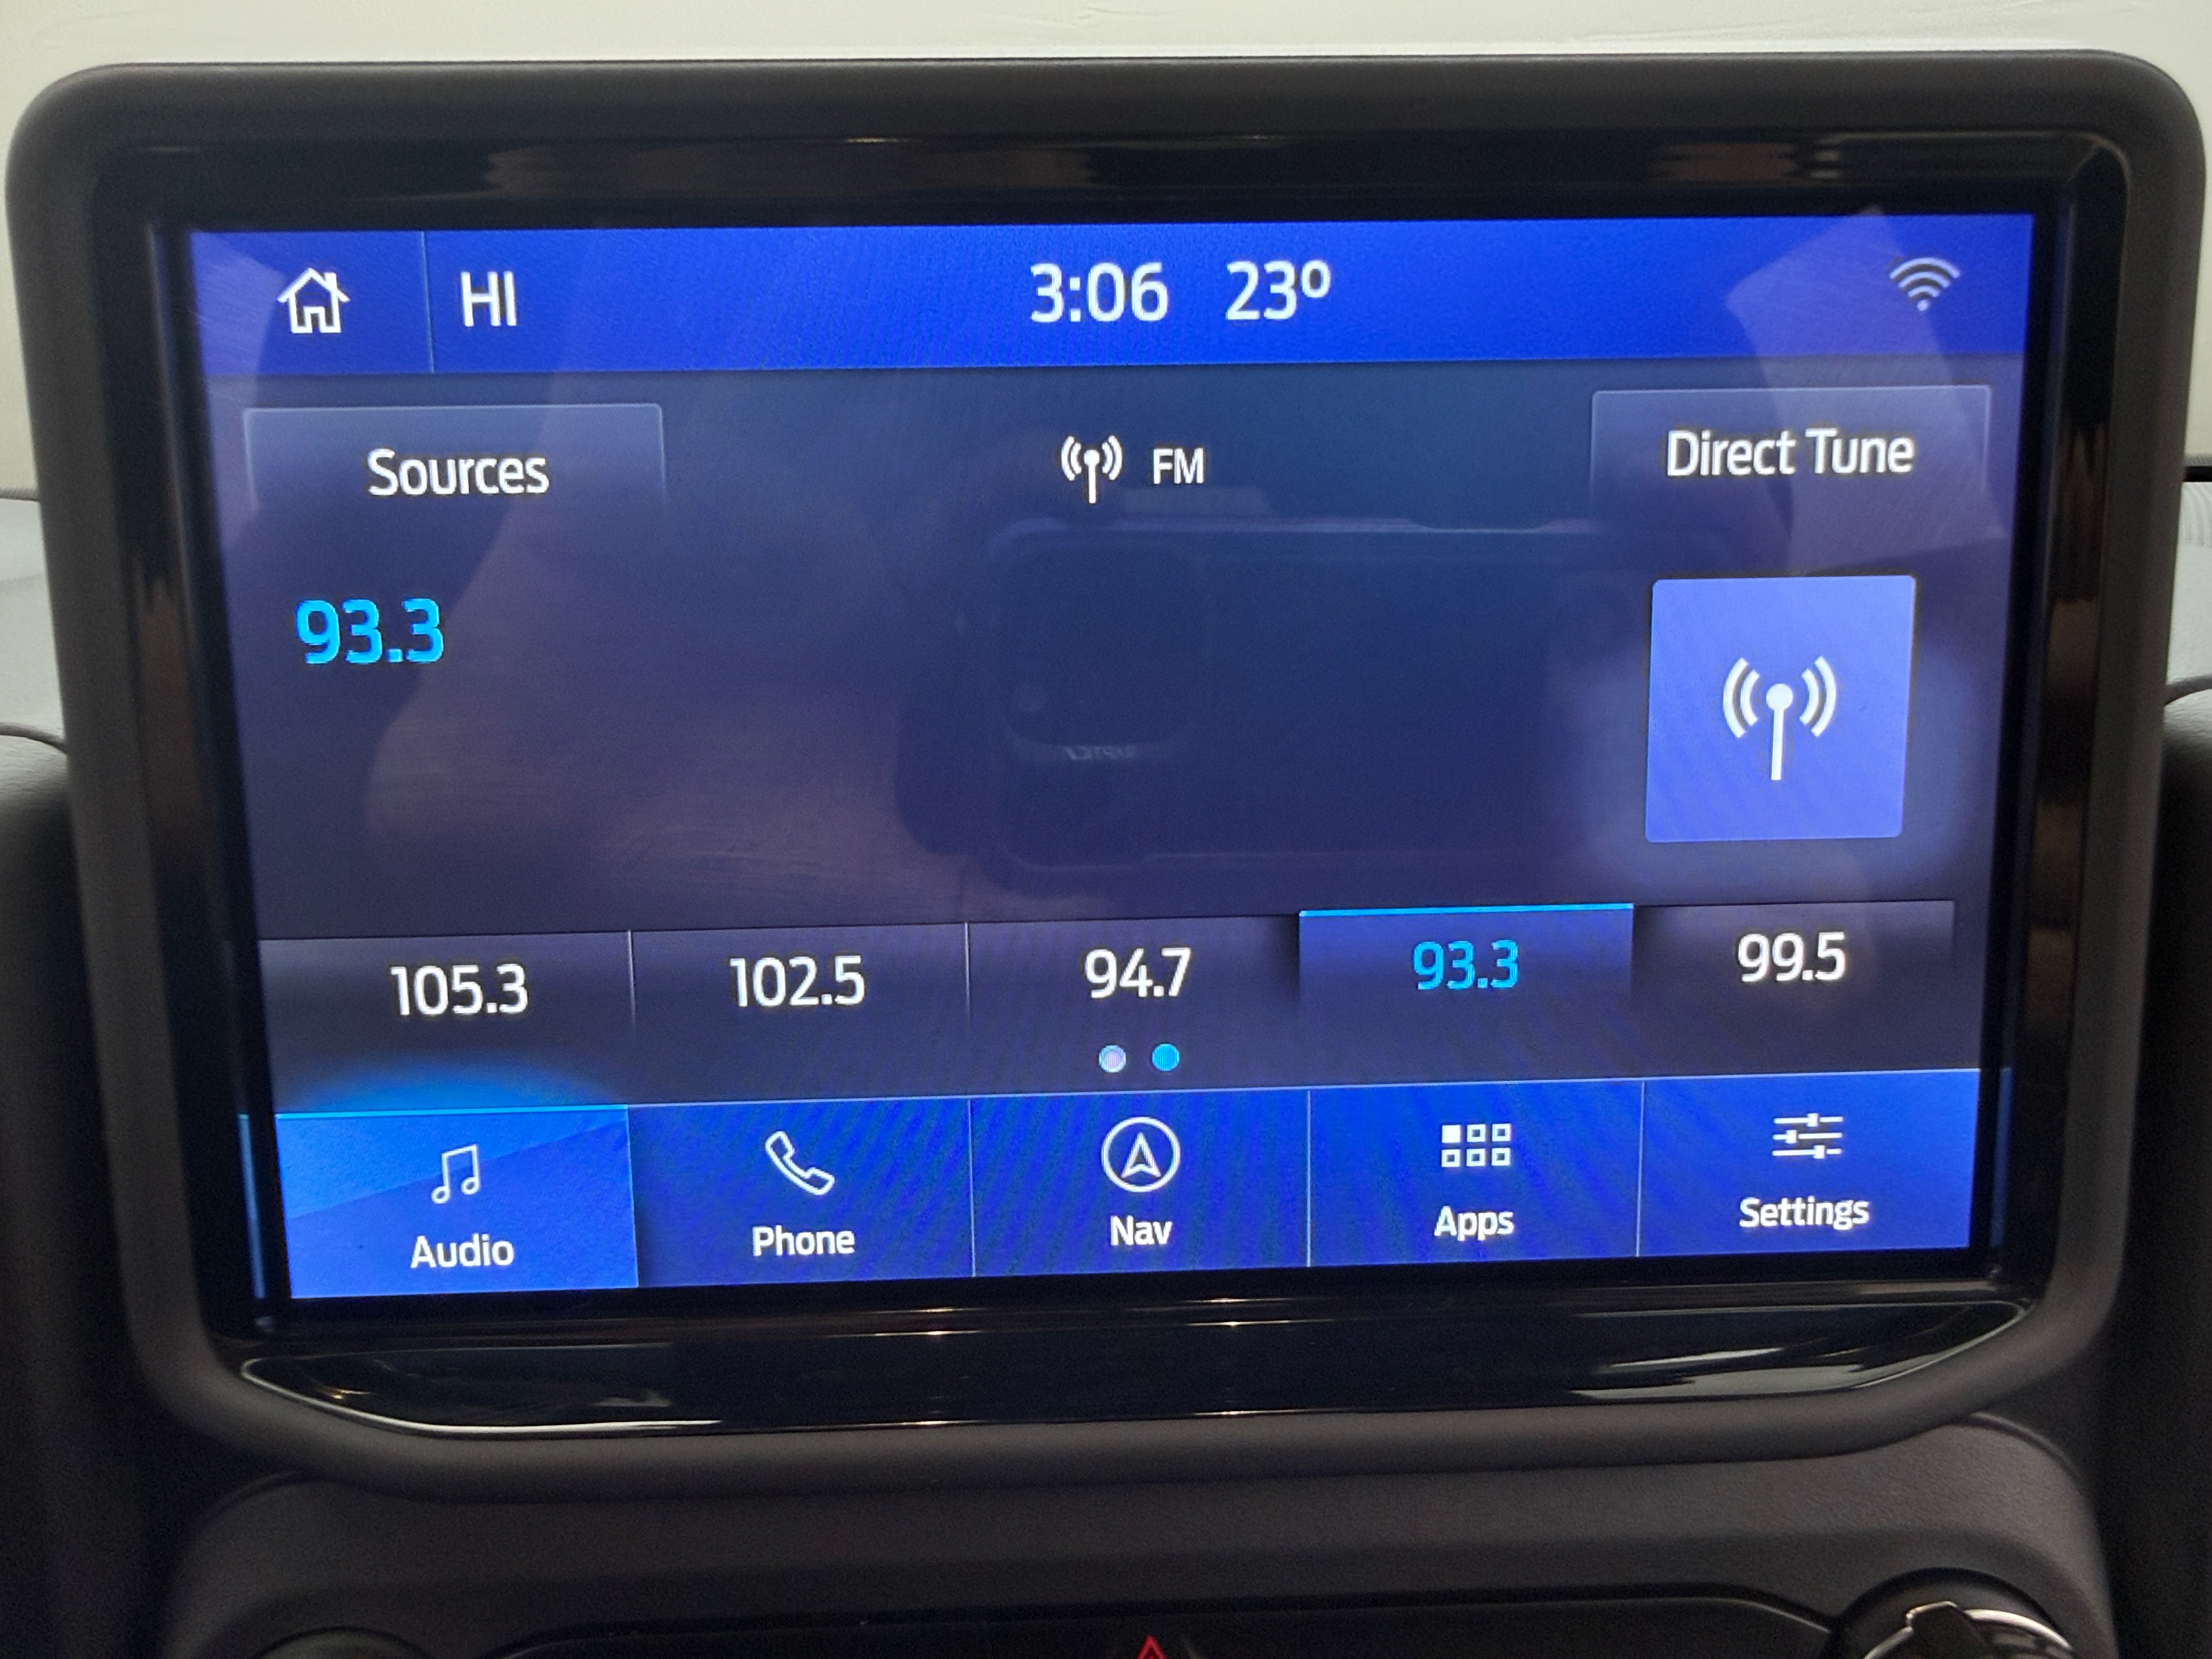 HI 3:06 23º
Sources FM Direct Tune
93.3
105.3 102.5 94.7 93.3 99.5
Audio Phone Nav Apps Settings